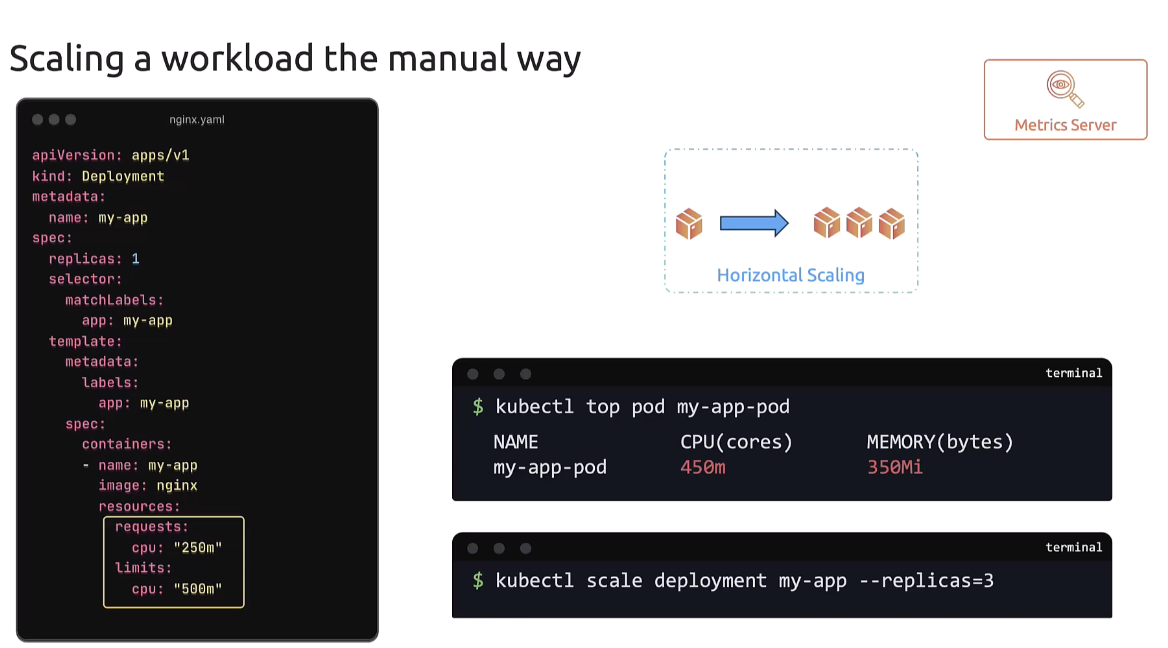 Scaling a workload the manual way
nginx.yaml
apiVersion: apps/v1
kind: Deployment
metadata:
  name: my-app
spec:
  replicas: 1
  selector:
    matchLabels:
      app: my-app
  template:
    metadata:
      labels:
        app: my-app
    spec:
      containers:
      - name: my-app
        image: nginx
        resources:
          requests:
            cpu: "250m"
          limits:
            cpu: "500m"
Metrics Server
Horizontal Scaling
terminal
$ kubectl top pod my-app-pod
NAME CPU(cores) MEMORY(bytes)
my-app-pod 450m 350Mi
terminal
$ kubectl scale deployment my-app --replicas=3